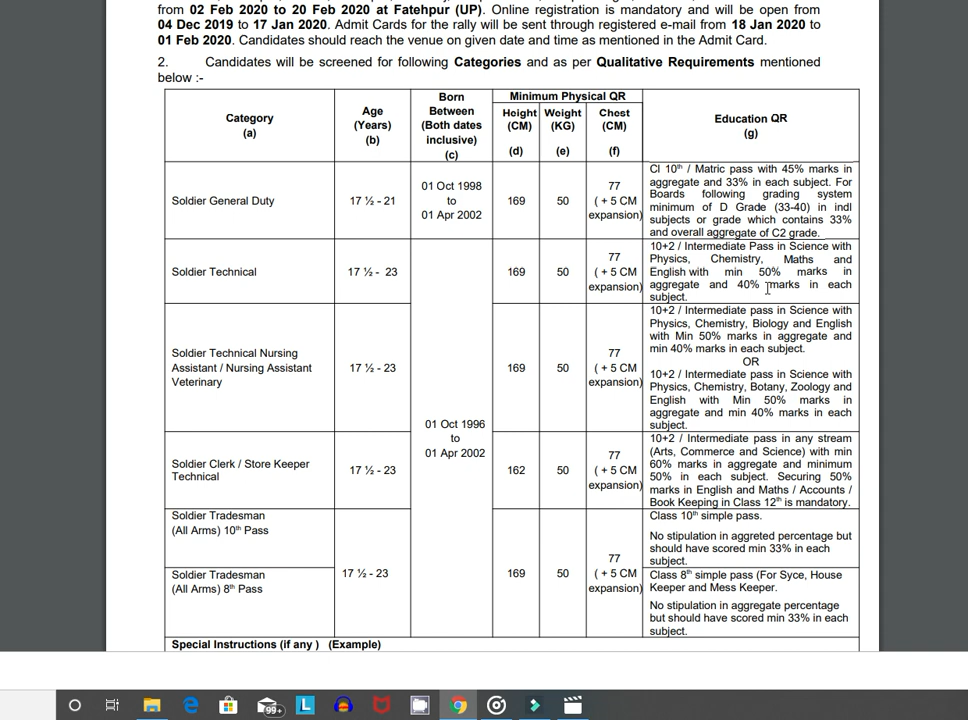 from 02 Feb 2020 to 20 Feb 2020 at Fatehpur (UP). Online registration is mandatory and will be open from
04 Dec 2019 to 17 Jan 2020. Admit Cards for the rally will be sent through registered e-mail from 18 Jan 2020 to
01 Feb 2020. Candidates should reach the venue on given date and time as mentioned in the Admit Card.
2. Candidates will be screened for following Categories and as per Qualitative Requirements mentioned
below :-
Category
(a)
Age
(Years)
(b)
Born
Between
(Both dates
inclusive)
(c)
Minimum Physical QR
Height
(CM)
(d)
Weight
(KG)
(e)
Chest
(CM)
(f)
Education QR
(g)
Soldier General Duty
17 ½ - 21
01 Oct 1998
to
01 Apr 2002
169
50
77
( + 5 CM
expansion)
Cl 10th / Matric pass with 45% marks in
aggregate and 33% in each subject. For
Boards following grading system
minimum of D Grade (33-40) in indl
subjects or grade which contains 33%
and overall aggregate of C2 grade.
Soldier Technical
17 ½ - 23
169
50
77
( + 5 CM
expansion)
10+2 / Intermediate Pass in Science with
Physics, Chemistry, Maths and
English with min 50% marks in
aggregate and 40% marks in each
subject.
Soldier Technical Nursing
Assistant / Nursing Assistant
Veterinary
17 ½ - 23
01 Oct 1996
to
01 Apr 2002
169
50
77
( + 5 CM
expansion)
10+2 / Intermediate pass in Science with
Physics, Chemistry, Biology and English
with Min 50% marks in aggregate and
min 40% marks in each subject.
OR
10+2 / Intermediate pass in Science with
Physics, Chemistry, Botany, Zoology and
English with Min 50% marks in
aggregate and min 40% marks in each
subject.
Soldier Clerk / Store Keeper
Technical
17 ½ - 23
162
50
77
( + 5 CM
expansion)
10+2 / Intermediate pass in any stream
(Arts, Commerce and Science) with min
60% marks in aggregate and minimum
50% in each subject. Securing 50%
marks in English and Maths / Accounts /
Book Keeping in Class 12th is mandatory.
Soldier Tradesman
(All Arms) 10th Pass
Class 10th simple pass.
No stipulation in aggreted percentage but
should have scored min 33% in each
subject.
Soldier Tradesman
(All Arms) 8th Pass
17 ½ - 23
169
50
77
( + 5 CM
expansion)
Class 8th simple pass (For Syce, House
Keeper and Mess Keeper.
No stipulation in aggregate percentage
but should have scored min 33% in each
subject.
Special Instructions (if any ) (Example)
99+
L